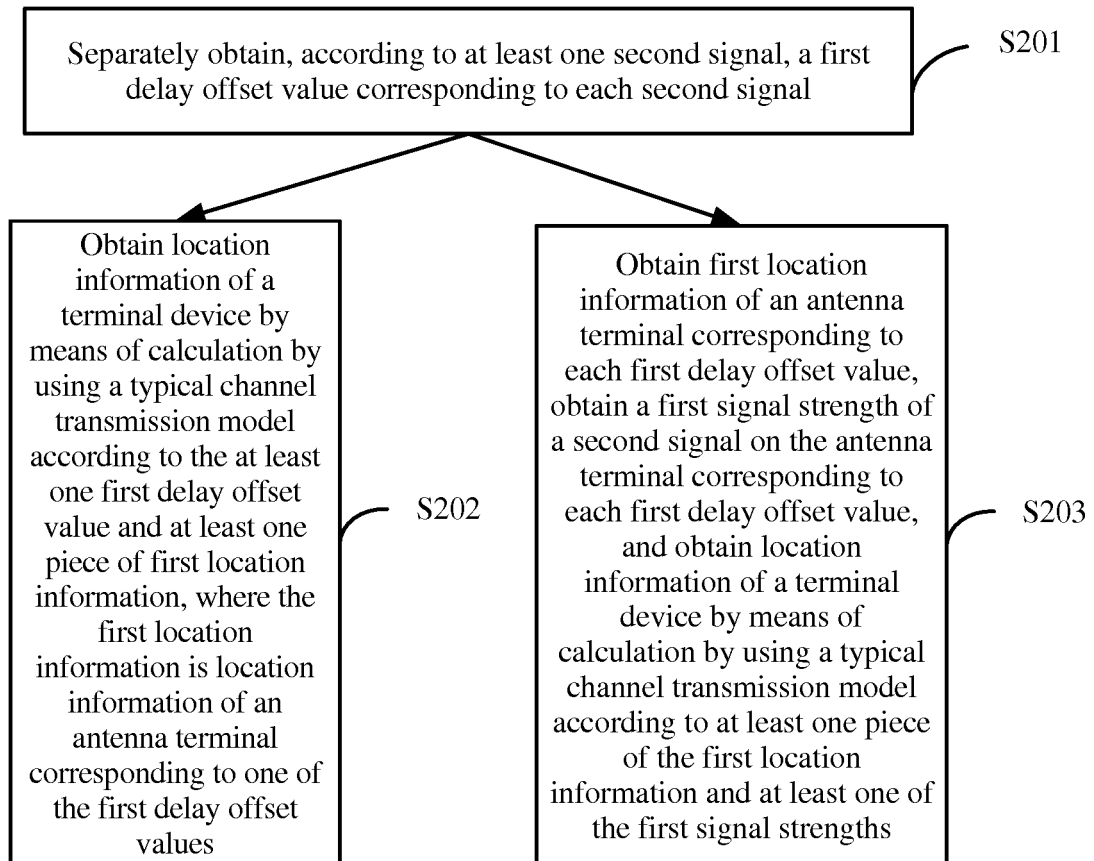 Separately obtain, according to at least one second signal, a first
delay offset value corresponding to each second signal
S201
Obtain location
information of a
terminal device by
means of calculation by
using a typical channel
transmission model
according to the at least
one first delay offset
value and at least one
piece of first location
information, where the
first location
information is location
information of an
antenna terminal
corresponding to one of
the first delay offset
values
S202
Obtain first location
information of an antenna
terminal corresponding to
each first delay offset value,
obtain a first signal strength of
a second signal on the antenna
terminal corresponding to
each first delay offset value,
and obtain location
information of a terminal
device by means of
calculation by using a typical
channel transmission model
according to at least one piece
of the first location
information and at least one of
the first signal strengths
S203